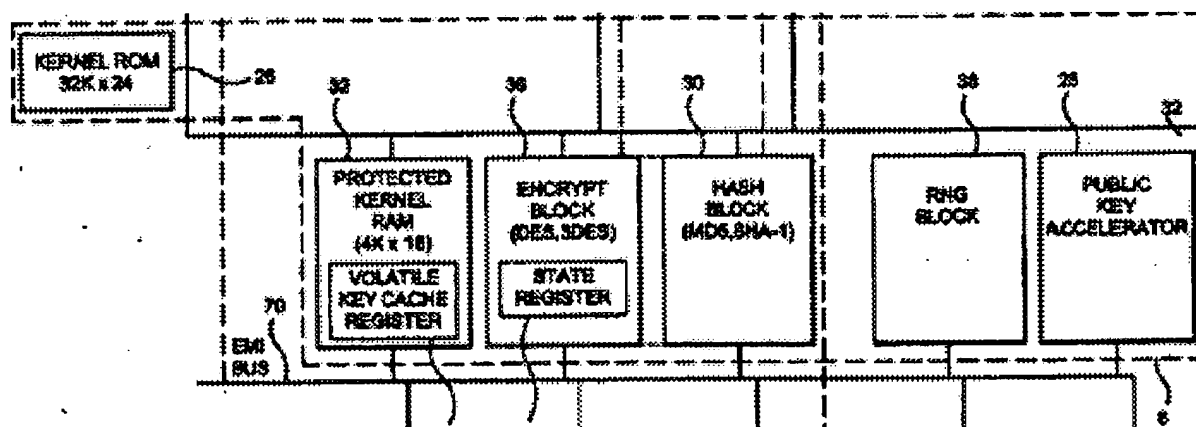 KERNEL ROM
32K x 24
26
32
36
30
38
28
32
PROTECTED
KERNEL
RAM
(4K x 16)
VOLATILE
KEY CACHE
REGISTER
ENCRYPT
BLOCK
(DES, 3DES)
STATE
REGISTER
HASH
BLOCK
(MD5, SHA-1)
RNG
BLOCK
PUBLIC
KEY
ACCELERATOR
70
EMI
BUS